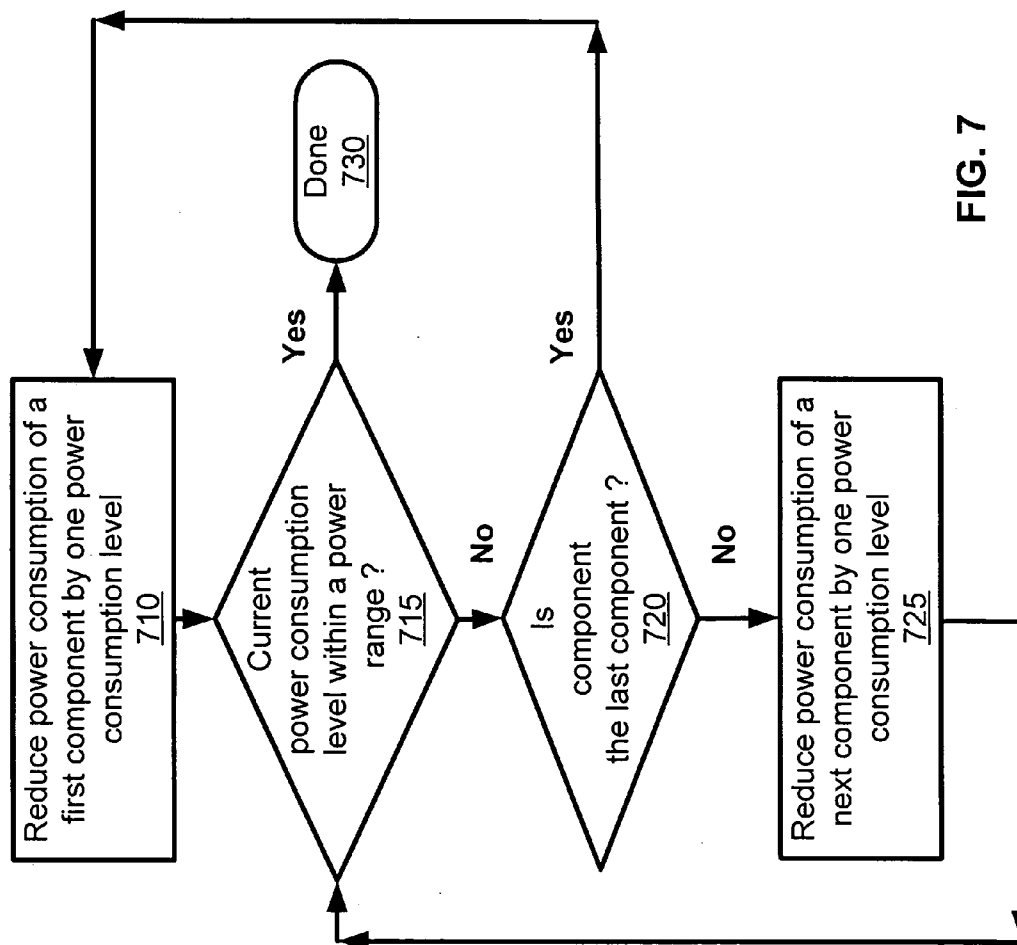 Reduce power consumption of a
first component by one power
consumption level
710
Current
power consumption
level within a power
range ?
715
Yes
Done
730
No
Is
component
the last component ?
720
Yes
No
Reduce power consumption of a
next component by one power
consumption level
725
FIG. 7